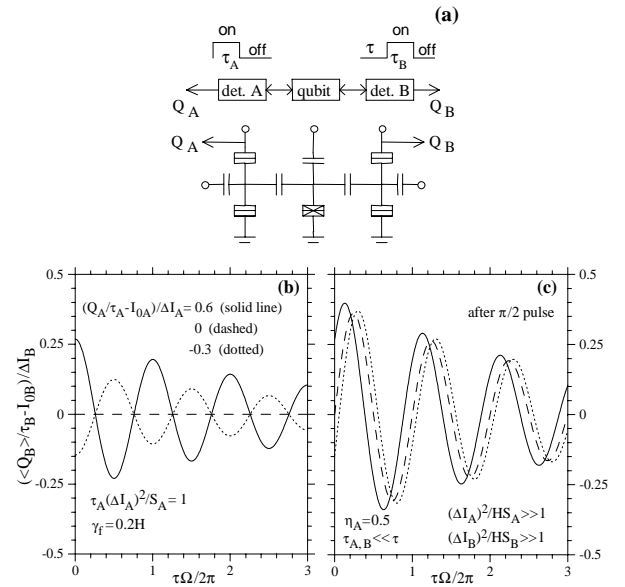 (a)
on
on
off
τ
off
τ_A
τ_B
det. A
qubit
det. B
Q_A
Q_B
Q_A
Q_B
(b)
(Q_A/τ_A-I_0A)/ΔI_A= 0.6 (solid line)
0 (dashed)
-0.3 (dotted)
τ_A(ΔI_A)^2/S_A= 1
γ_f= 0.2H
(<Q_B>/τ_B-I_0B)/ΔI_B
0.5
0.25
0
-0.25
-0.5
0
1
2
3
τΩ/2π
(c)
after π/2 pulse
η_A=0.5
τ_A,B<<τ
(ΔI_A)^2/HS_A>>1
(ΔI_B)^2/HS_B>>1
0.5
0.25
0
-0.25
-0.5
0
1
2
3
τΩ/2π